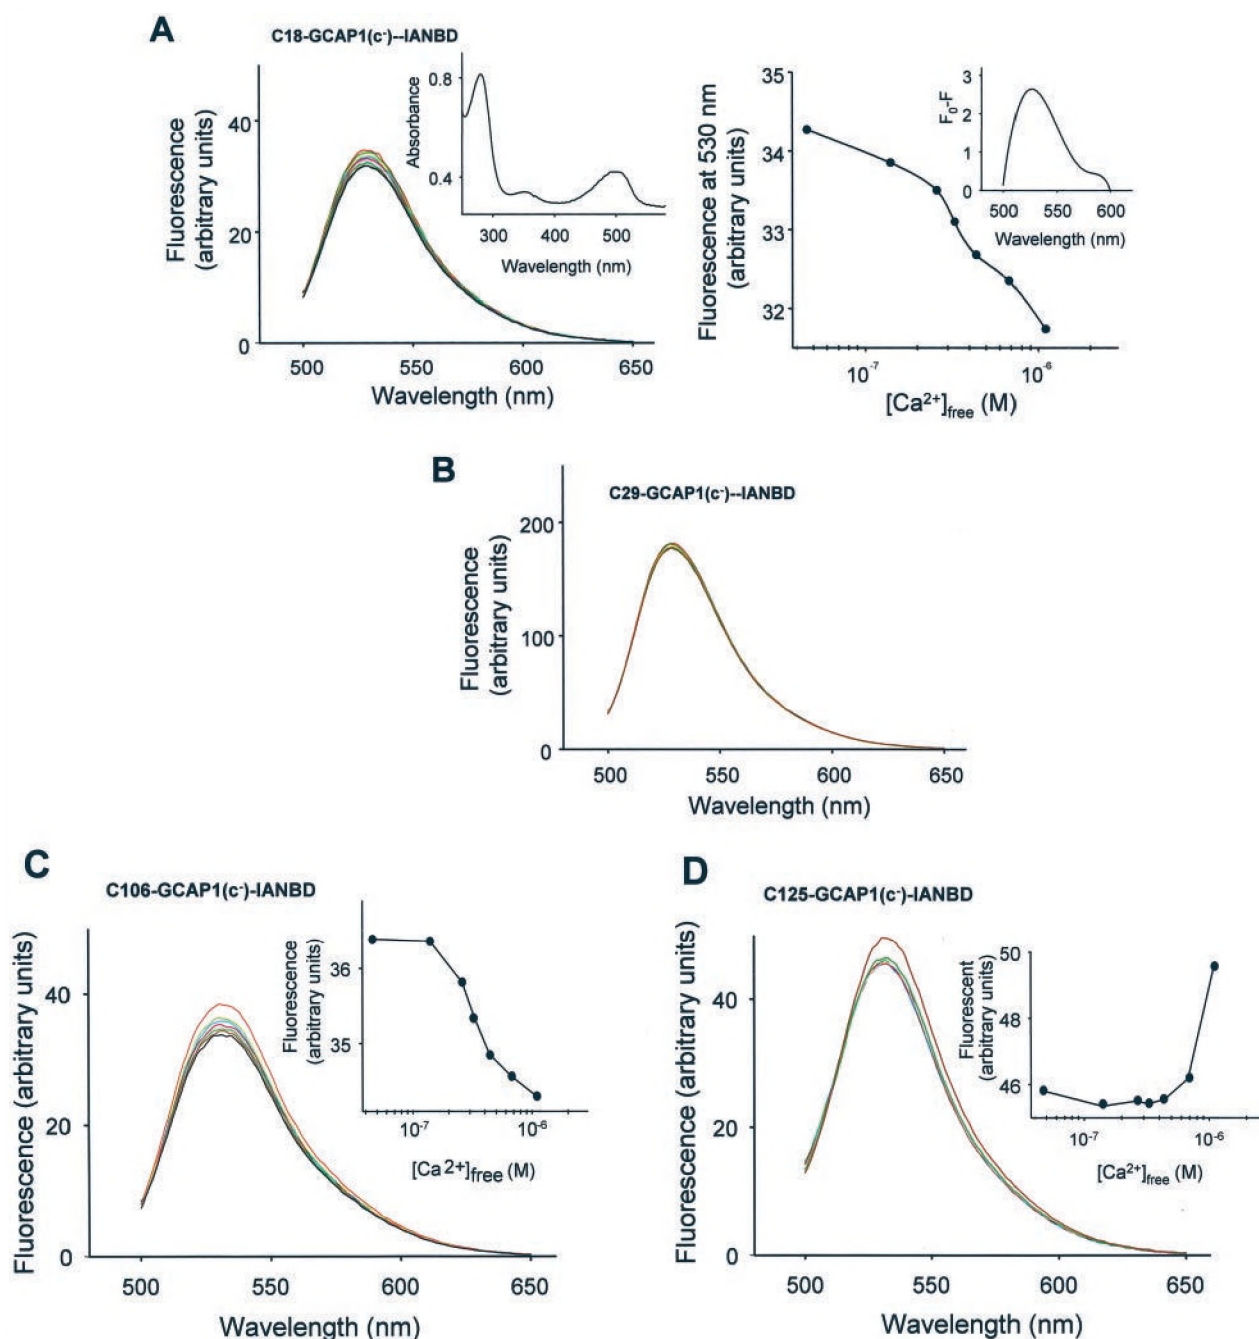 A
C18-GCAP1(c-)--IANBD
Fluorescence
(arbitrary units)
40
20
0
500 550 600 650
Wavelength (nm)
Absorbance
0.8
0.4
300 400 500
Wavelength (nm)
Fluorescence at 530 nm
(arbitrary units)
35
34
33
32
10-7 10-6
[Ca2+]free (M)
F0-F
3
2
1
0
500 550 600
Wavelength (nm)
B
C29-GCAP1(c-)--IANBD
Fluorescence
(arbitrary units)
200
100
0
500 550 600 650
Wavelength (nm)
C
C106-GCAP1(c-)-IANBD
Fluorescence (arbitrary units)
40
20
0
500 550 600 650
Wavelength (nm)
Fluorescence
(arbitrary units)
36
35
10-7 10-6
[Ca 2+]free (M)
D
C125-GCAP1(c-)-IANBD
Fluorescence (arbitrary units)
40
20
0
500 550 600 650
Wavelength (nm)
Fluorescent
(arbitrary units)
50
48
46
10-7 10-6
[Ca2+]free (M)